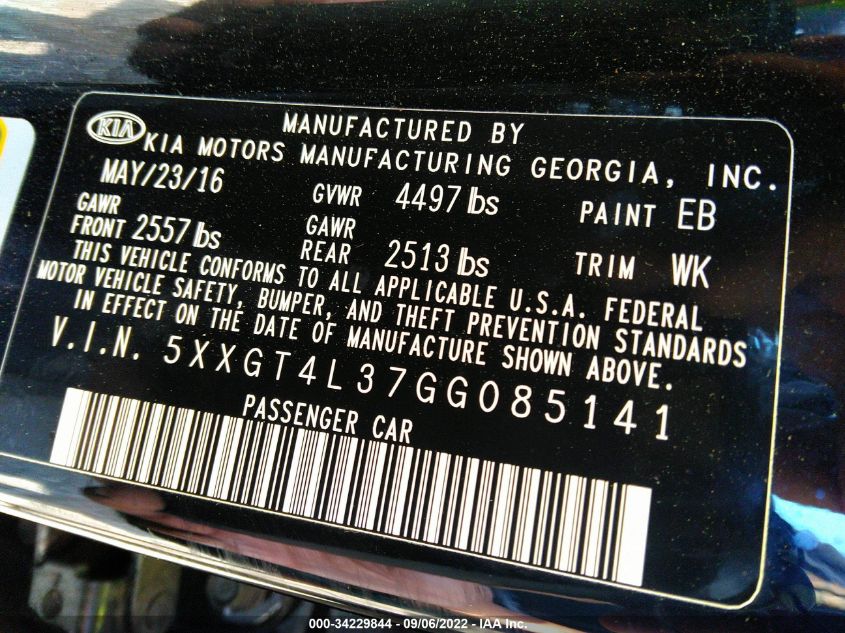 KIA
MANUFACTURED BY
KIA MOTORS MANUFACTURING GEORGIA, INC.
MAY/23/16 GVWR 4497 lbs PAINT EB
GAWR FRONT 2557 lbs GAWR REAR 2513 lbs TRIM WK
THIS VEHICLE CONFORMS TO ALL APPLICABLE U.S.A. FEDERAL
MOTOR VEHICLE SAFETY, BUMPER, AND THEFT PREVENTION STANDARDS
IN EFFECT ON THE DATE OF MANUFACTURE SHOWN ABOVE.
V.I.N. 5XXGT4L37GG085141
PASSENGER CAR
000-34229844 - 09/06/2022 - IAA Inc.